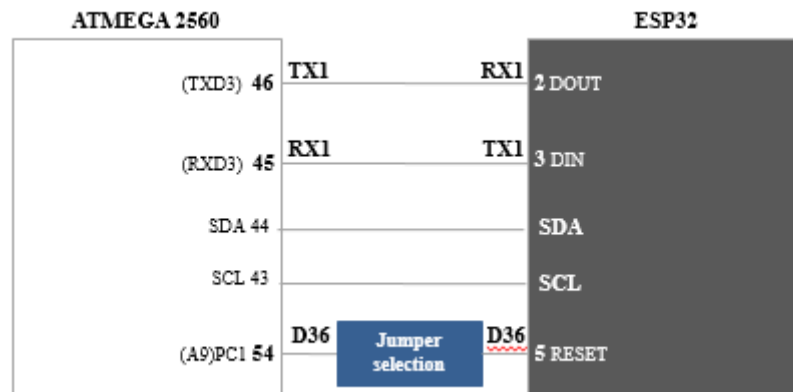 ATMEGA 2560 ESP32
(TXD3) 46 TX1 RX1 2 DOUT
(RXD3) 45 RX1 TX1 3 DIN
SDA 44 SDA
SCL 43 SCL
(A9)PC1 54 D36 Jumper selection D36 5 RESET